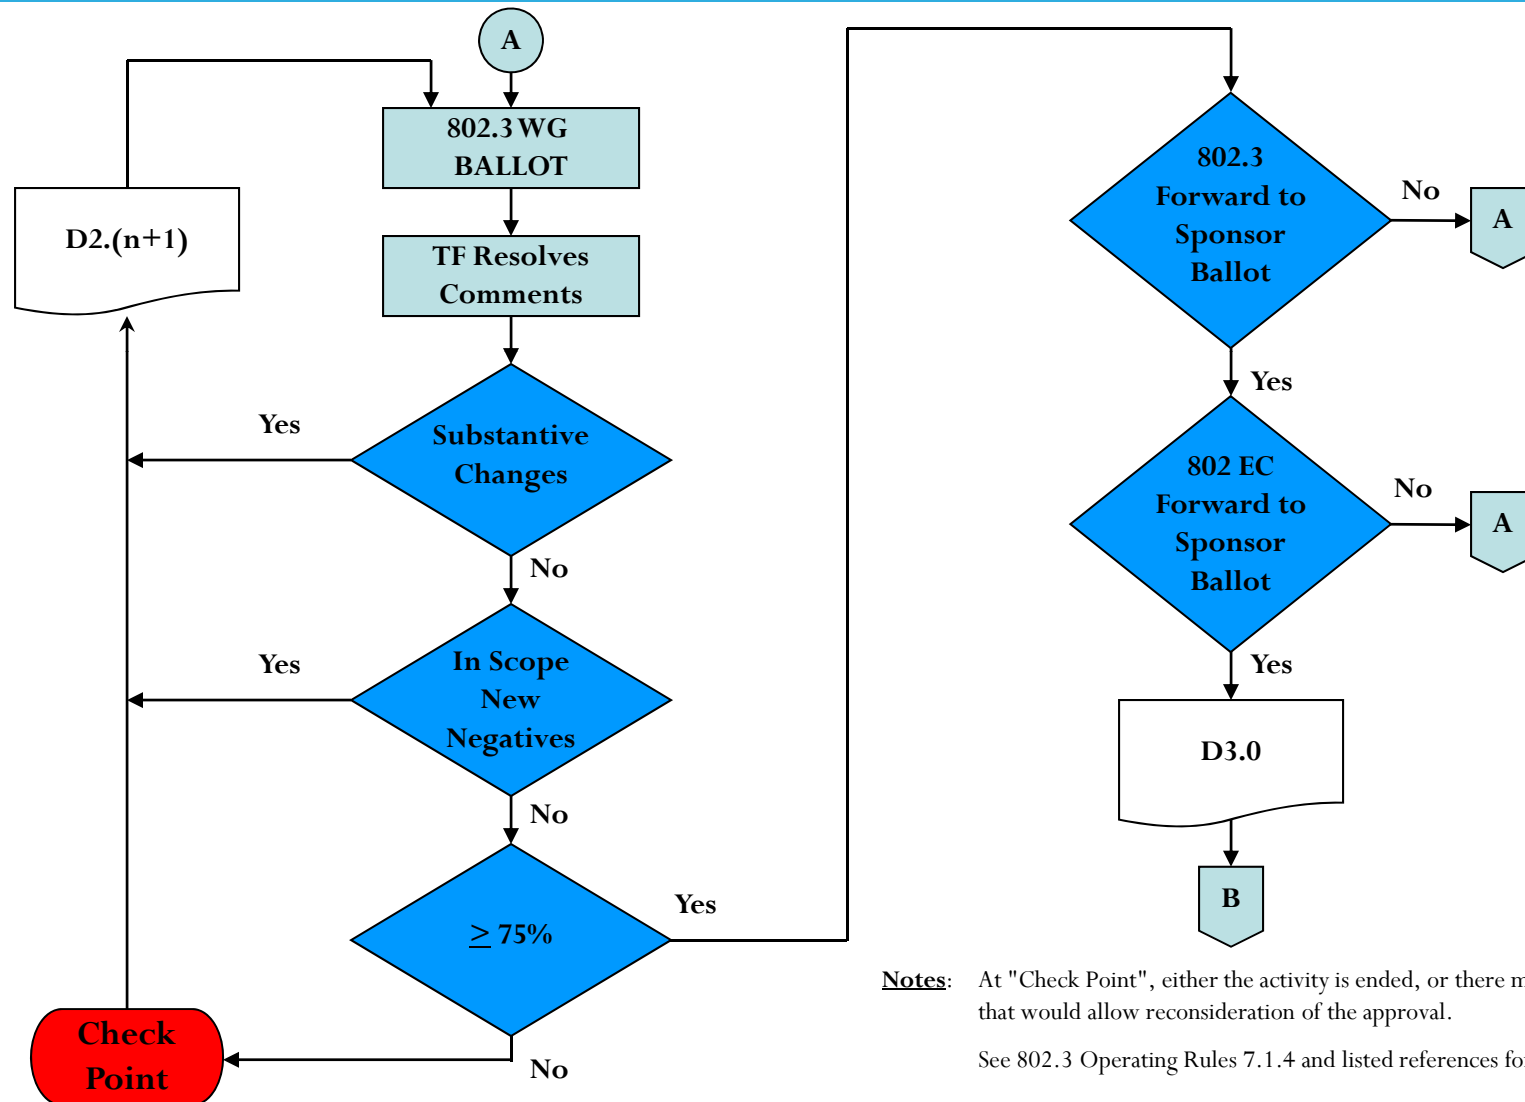 A
802.3 WG
BALLOT
D2.(n+1)
TF Resolves
Comments
Yes
Substantive
Changes
No
Yes
In Scope
New
Negatives
No
≥ 75%
Yes
No
Check
Point
802.3
Forward to
Sponsor
Ballot
No
A
Yes
802 EC
Forward to
Sponsor
Ballot
No
A
Yes
D3.0
B
Notes: At "Check Point", either the activity is ended, or there
that would allow reconsideration of the approval.
See 802.3 Operating Rules 7.1.4 and listed references